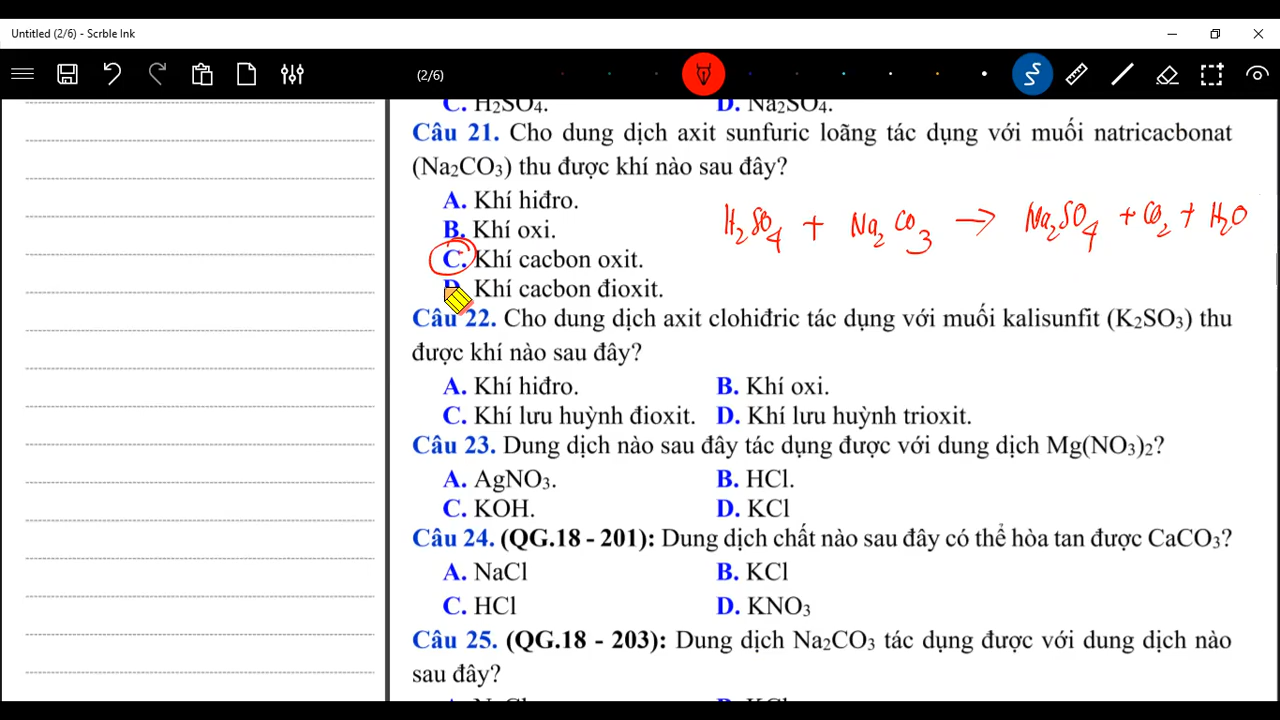 Untitled (2/6) - Scrble Ink
(2/6)
C. H₂SO₄. D. Na₂SO₄.
Câu 21. Cho dung dịch axit sunfuric loãng tác dụng với muối natricacbonat
(Na₂CO₃) thu được khí nào sau đây?
A. Khí hiđro.
H₂SO₄ + Na₂CO₃ → Na₂SO₄ + CO₂ + H₂O
B. Khí oxi.
C. Khí cacbon oxit.
D. Khí cacbon đioxit.
Câu 22. Cho dung dịch axit clohiđric tác dụng với muối kalisunfit (K₂SO₃) thu
được khí nào sau đây?
A. Khí hiđro. B. Khí oxi.
C. Khí lưu huỳnh đioxit. D. Khí lưu huỳnh trioxit.
Câu 23. Dung dịch nào sau đây tác dụng được với dung dịch Mg(NO₃)₂?
A. AgNO₃. B. HCl.
C. KOH. D. KCl
Câu 24. (QG.18 - 201): Dung dịch chất nào sau đây có thể hòa tan được CaCO₃?
A. NaCl B. KCl
C. HCl D. KNO₃
Câu 25. (QG.18 - 203): Dung dịch Na₂CO₃ tác dụng được với dung dịch nào
sau đây?
A. NaCl B. KCl